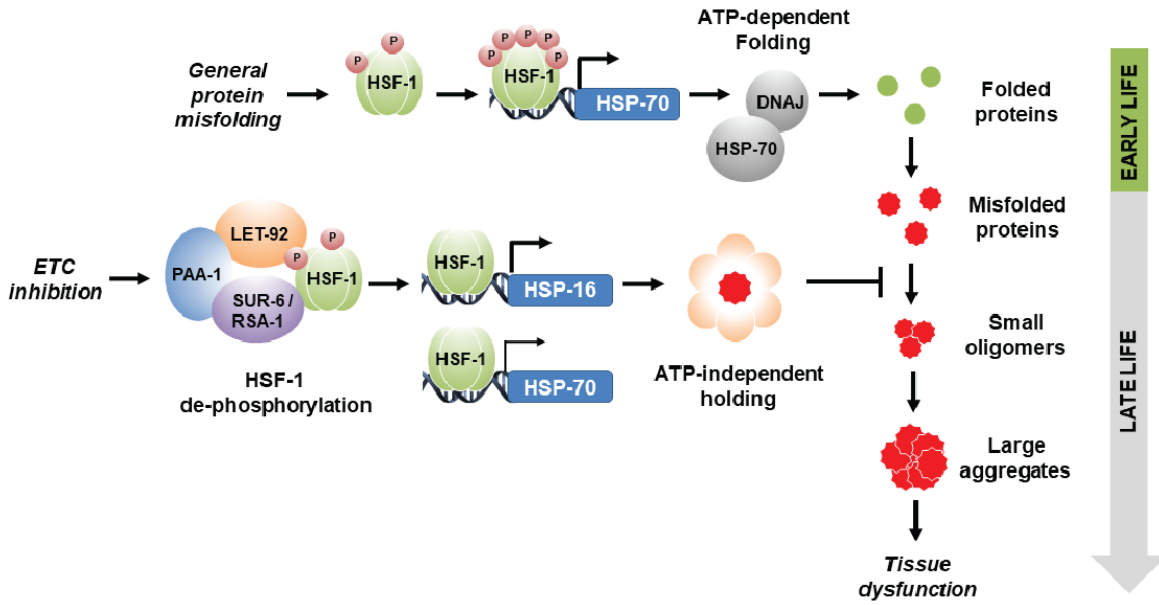 General
protein
misfolding
P
P
HSF-1
P
P
P
P
P
P
HSF-1
HSP-70
ATP-dependent
Folding
DNAJ
HSP-70
Folded
proteins
EARLY LIFE
Misfolded
proteins
ETC
inhibition
PAA-1
LET-92
SUR-6 /
RSA-1
P
P
HSF-1
HSF-1
de-phosphorylation
HSF-1
HSP-16
HSF-1
HSP-70
ATP-independent
holding
Small
oligomers
Large
aggregates
Tissue
dysfunction
LATE LIFE